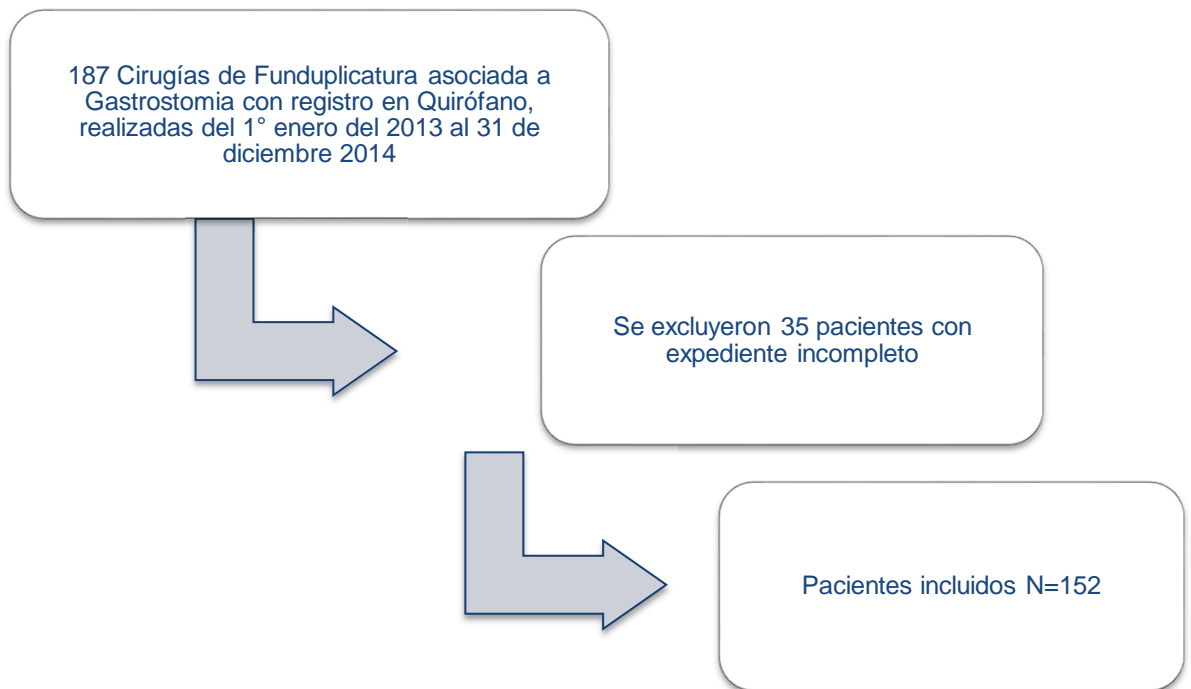 187 Cirugías de Funduplicatura asociada a
Gastrostomia con registro en Quirófano,
realizadas del 1° enero del 2013 al 31 de
diciembre 2014
Se excluyeron 35 pacientes con
expediente incompleto
Pacientes incluidos N=152